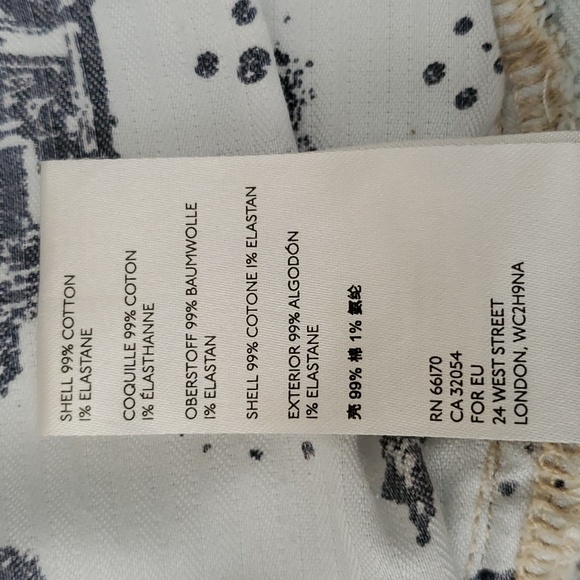 SHELL 99% COTTON
1% ELASTANE
COQUILLE 99% COTON
1% ÉLASTHANNE
OBERSTOFF 99% BAUMWOLLE
1% ELASTAN
SHELL 99% COTONE 1% ELASTAN
EXTERIOR 99% ALGODÓN
1% ELASTANE
壳 99% 棉 1% 氨纶
RN 66170
CA 32054
FOR EU
24 WEST STREET
LONDON, WC2H9NA